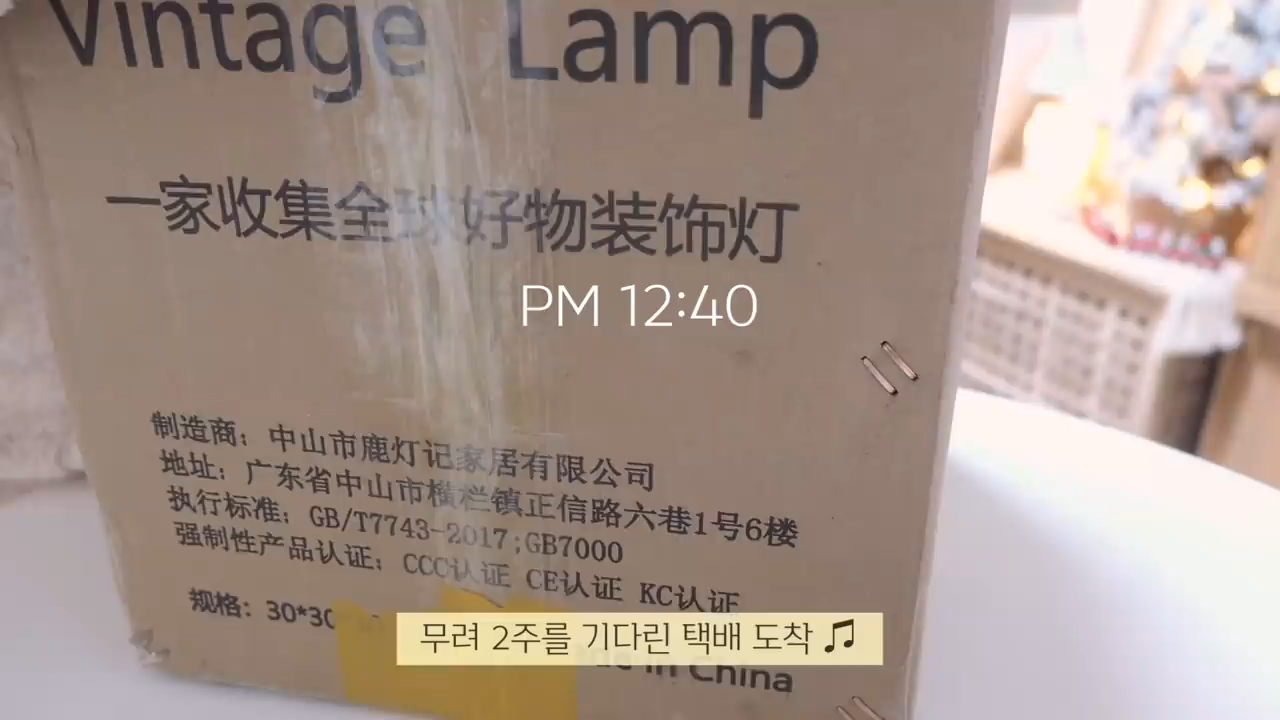 Vintage Lamp
一家收集全球好物装饰灯
PM 12:40
制造商：中山市鹿灯记家居有限公司
地址：广东省中山市横栏镇正信路六巷1号6楼
执行标准：GB/T7743-2017;GB7000
强制性产品认证：CCC认证 CE认证 KC认证
规格：30*30
무려 2주를 기다린 택배 도착 ♫
in China